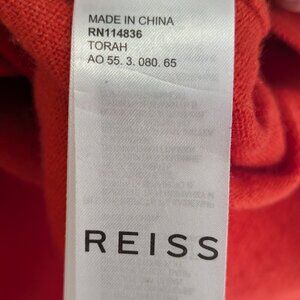 MADE IN CHINA
RN114836
TORAH
AO 55. 3. 080. 65
REISS